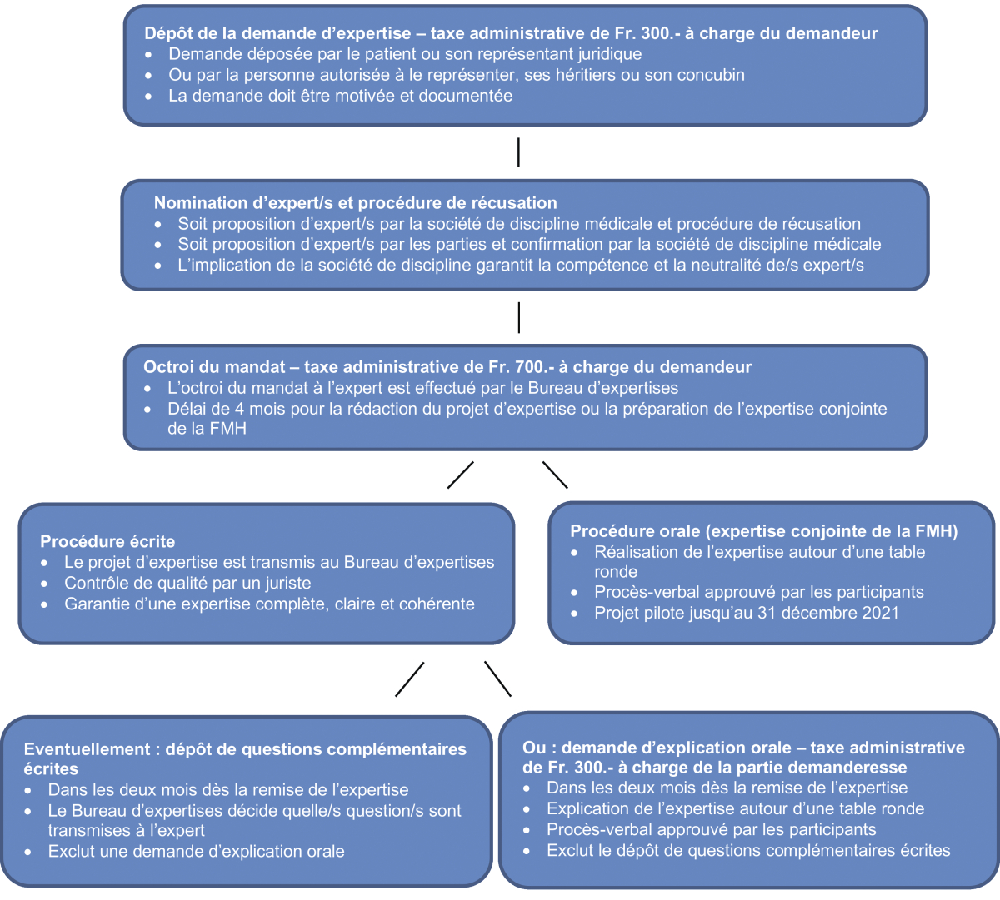 Dépôt de la demande d’expertise – taxe administrative de Fr. 300.- à charge du demandeur
• Demande déposée par le patient ou son représentant juridique
• Ou par la personne autorisée à le représenter, ses héritiers ou son concubin
• La demande doit être motivée et documentée
Nomination d’expert/s et procédure de récusation
• Soit proposition d’expert/s par la société de discipline médicale et procédure de récusation
• Soit proposition d’expert/s par les parties et confirmation par la société de discipline médicale
• L’implication de la société de discipline garantit la compétence et la neutralité de/s expert/s
Octroi du mandat – taxe administrative de Fr. 700.- à charge du demandeur
• L’octroi du mandat à l’expert est effectué par le Bureau d’expertises
• Délai de 4 mois pour la rédaction du projet d’expertise ou la préparation de l’expertise conjointe
de la FMH
Procédure écrite
• Le projet d’expertise est transmis au Bureau d’expertises
• Contrôle de qualité par un juriste
• Garantie d’une expertise complète, claire et cohérente
Procédure orale (expertise conjointe de la FMH)
• Réalisation de l’expertise autour d’une table
ronde
• Procès-verbal approuvé par les participants
• Projet pilote jusqu’au 31 décembre 2021
Eventuellement : dépôt de questions complémentaires
écrites
• Dans les deux mois dès la remise de l’expertise
• Le Bureau d’expertises décide quelle/s question/s sont
transmises à l’expert
• Exclut une demande d’explication orale
Ou : demande d’explication orale – taxe administrative
de Fr. 300.- à charge de la partie demanderesse
• Dans les deux mois dès la remise de l’expertise
• Explication de l’expertise autour d’une table ronde
• Procès-verbal approuvé par les participants
• Exclut le dépôt de questions complémentaires écrites